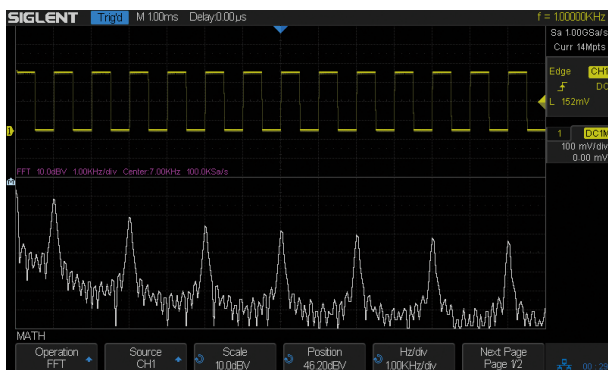 SIGLENT Trig'd M 1.00ms Delay:0.00µs f = 1.00000KHz
Sa 1.00GSa/s
Curr 14Mpts
Edge CH1
DC
L 152mV
1 DC1M
100 mV/div
0.00 mV
1
FFT 10.0dBV 1.00KHz/div Center:7.00KHz 100.0KSa/s
M
MATH
Operation Source Scale Position Hz/div Next Page
FFT CH1 10.0dBV 46.20dBV 1.00KHz/div Page 1/2